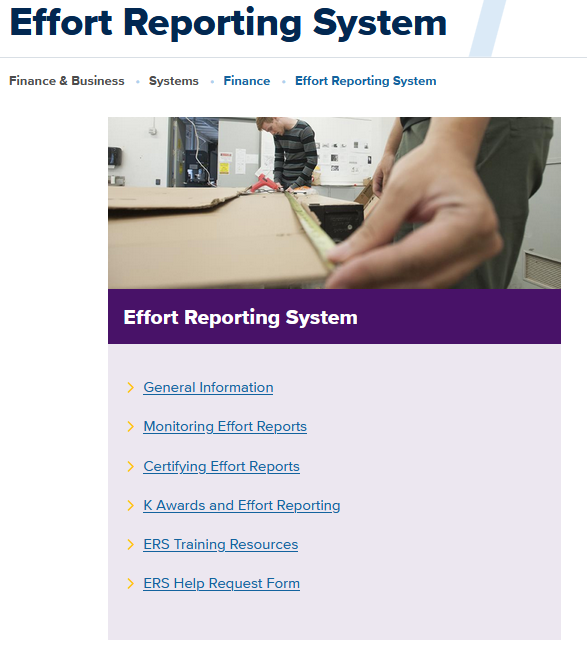 Effort Reporting System
Finance & Business • Systems • Finance • Effort Reporting System
Effort Reporting System
General Information
Monitoring Effort Reports
Certifying Effort Reports
K Awards and Effort Reporting
ERS Training Resources
ERS Help Request Form